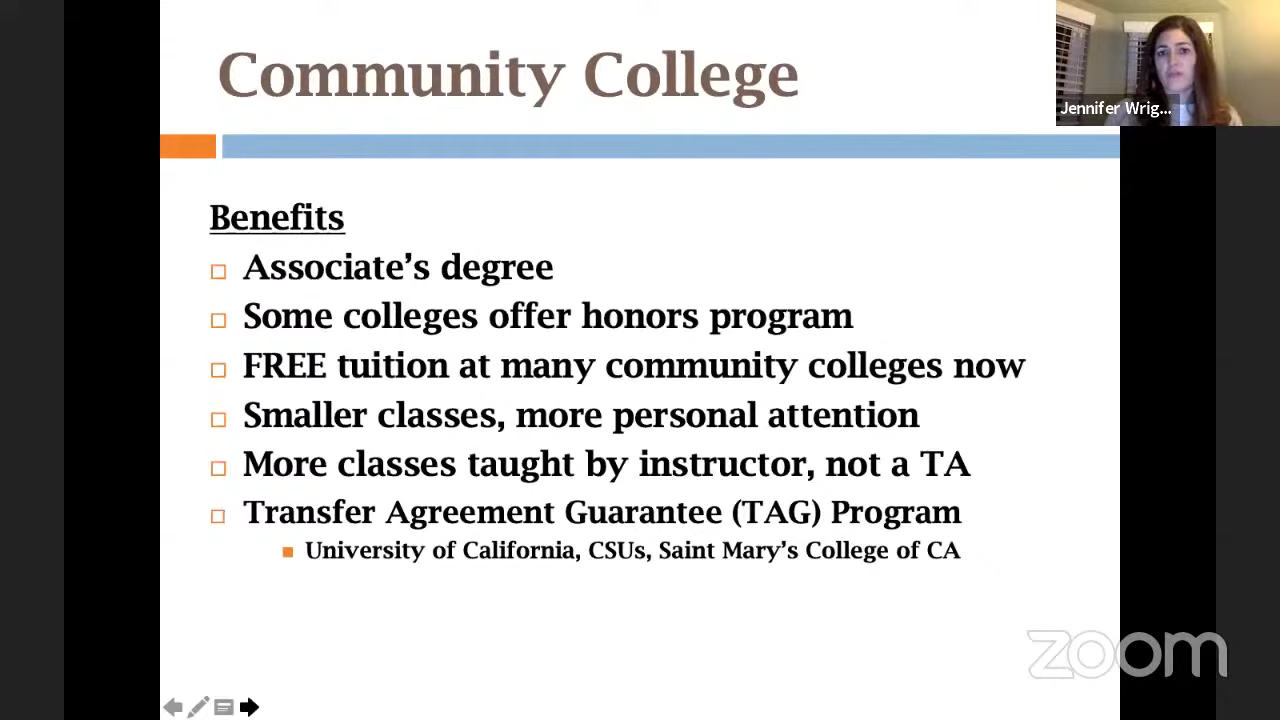 Community College
Jennifer Wrig...
Benefits
Associate’s degree
Some colleges offer honors program
FREE tuition at many community colleges now
Smaller classes, more personal attention
More classes taught by instructor, not a TA
Transfer Agreement Guarantee (TAG) Program
University of California, CSUs, Saint Mary’s College of CA
zoom